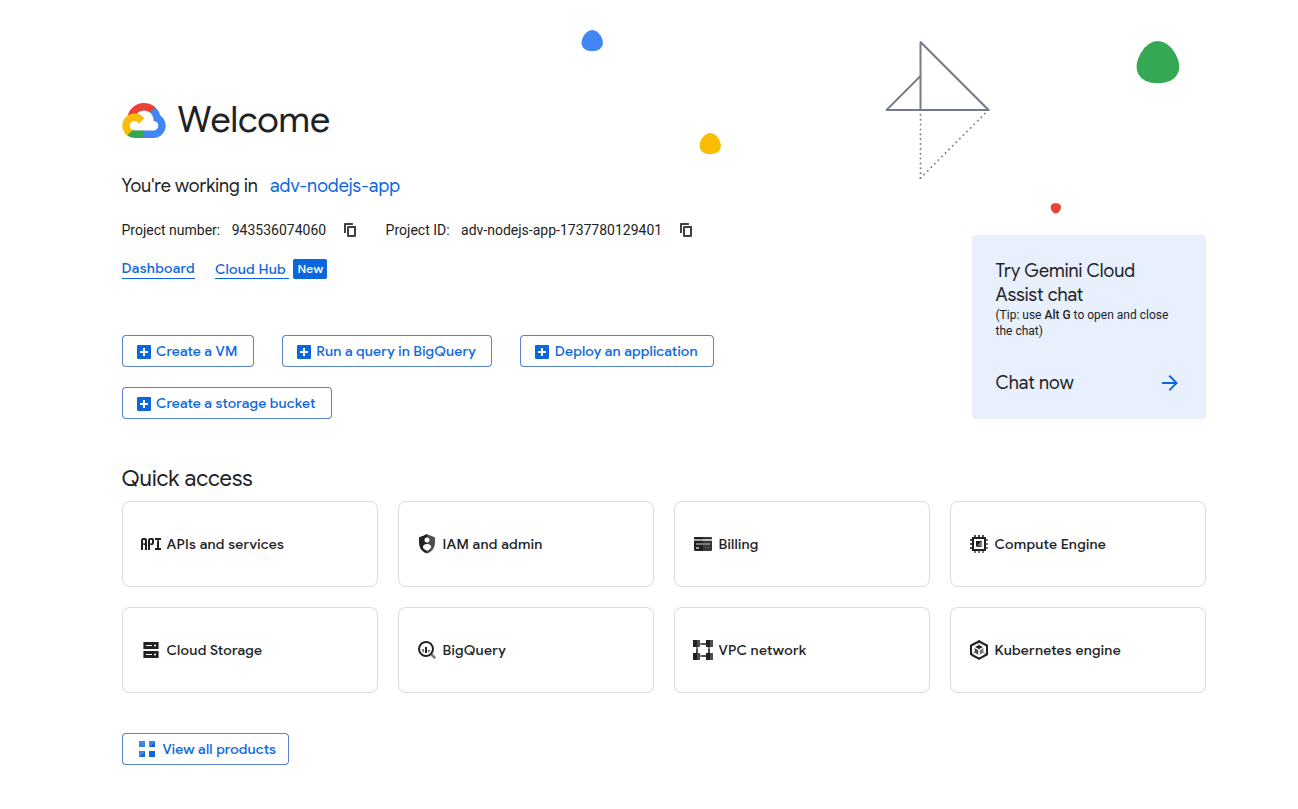 Welcome
You're working in adv-nodejs-app
Project number: 943536074060 Project ID: adv-nodejs-app-1737780129401
Dashboard Cloud Hub New
Try Gemini Cloud
Assist chat
(Tip: use Alt G to open and close
the chat)
Chat now
Create a VM Run a query in BigQuery Deploy an application
Create a storage bucket
Quick access
API APIs and services IAM and admin Billing Compute Engine
Cloud Storage BigQuery VPC network Kubernetes engine
View all products